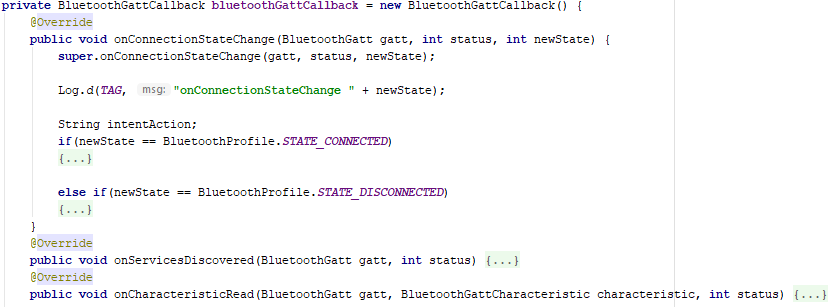 private BluetoothGattCallback bluetoothGattCallback = new BluetoothGattCallback() {
@Override
public void onConnectionStateChange(BluetoothGatt gatt, int status, int newState) {
super.onConnectionStateChange(gatt, status, newState);
Log.d(TAG, msg: "onConnectionStateChange " + newState);
String intentAction;
if(newState == BluetoothProfile.STATE_CONNECTED)
{...}
else if(newState == BluetoothProfile.STATE_DISCONNECTED)
{...}
}
@Override
public void onServicesDiscovered(BluetoothGatt gatt, int status) {...}
@Override
public void onCharacteristicRead(BluetoothGatt gatt, BluetoothGattCharacteristic characteristic, int status) {...}